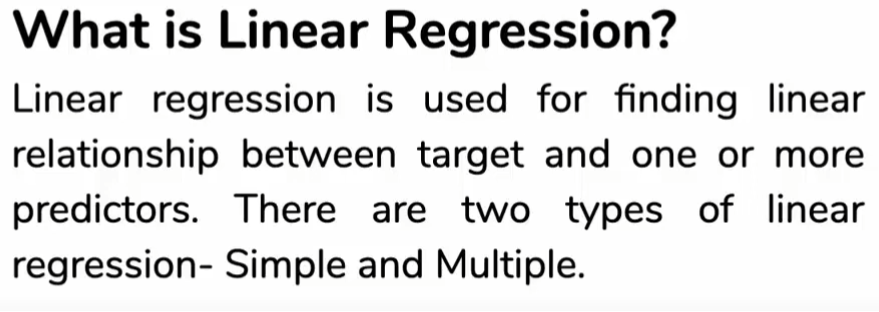 What is Linear Regression?
Linear regression is used for finding linear
relationship between target and one or more
predictors. There are two types of linear
regression- Simple and Multiple.